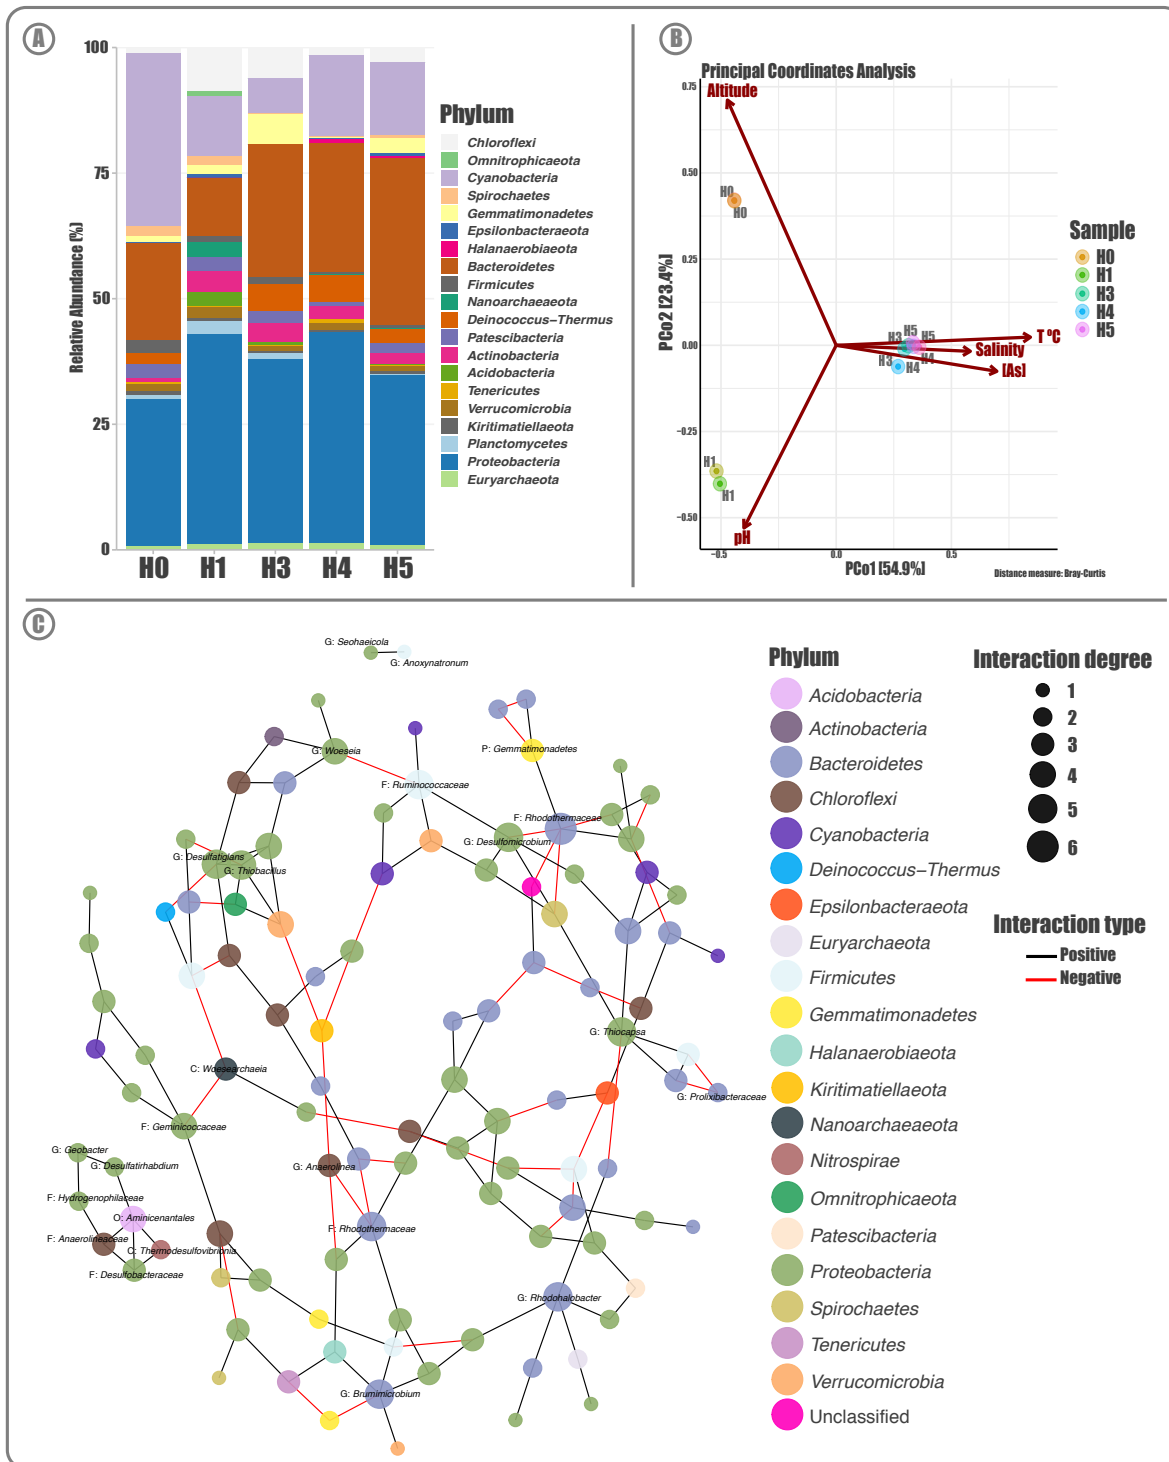 A
100
75
50
25
0
Relative Abundance (%)
H0
H1
H3
H4
H5
Phylum
Chloroflexi
Omnitrophicaeota
Cyanobacteria
Spirochaetes
Gemmatimonadetes
Epsilonbacteraeota
Halanaerobiaeota
Bacteroidetes
Firmicutes
Nanoarchaeaeota
Deinococcus−Thermus
Patescibacteria
Actinobacteria
Acidobacteria
Tenericutes
Verrucomicrobia
Kiritimatiellaeota
Planctomycetes
Proteobacteria
Euryarchaeota
B
Principal Coordinates Analysis
0.75
0.50
0.25
0.00
−0.25
−0.50
PCo2 [23.4%]
Altitude
H0
H0
H5
H3
H5
T ºC
Salinity
H3
H4
H4
[As]
H1
H1
pH
−0.5
0.0
0.5
PCo1 [54.9%]
Distance measure: Bray-Curtis
Sample
H0
H1
H3
H4
H5
C
G: Seohaeicola
G: Anoxynatronum
G: Woeseia
P: Gemmatimonadetes
F: Ruminococcaceae
F: Rhodothermaceae
G: Desulfomicrobium
G: Desulfatigians
G: Thiobacillus
G: Thiocapsa
C: Woesearchaeia
G: Prolixibacteraceae
F: Geminicoccaceae
G: Geobacter
G: Desulfatirhabdium
G: Anaerolinea
F: Hydrogenophilaceae
O: Aminicenantales
F: Rhodothermaceae
F: Anaerolineaceae
C: Thermodesulfovibrionia
F: Desulfobacteraceae
G: Rhodohalobacter
G: Brumimicrobium
Phylum
Acidobacteria
Actinobacteria
Bacteroidetes
Chloroflexi
Cyanobacteria
Deinococcus−Thermus
Epsilonbacteraeota
Euryarchaeota
Firmicutes
Gemmatimonadetes
Halanaerobiaeota
Kiritimatiellaeota
Nanoarchaeaeota
Nitrospirae
Omnitrophicaeota
Patescibacteria
Proteobacteria
Spirochaetes
Tenericutes
Verrucomicrobia
Unclassified
Interaction degree
1
2
3
4
5
6
Interaction type
Positive
Negative